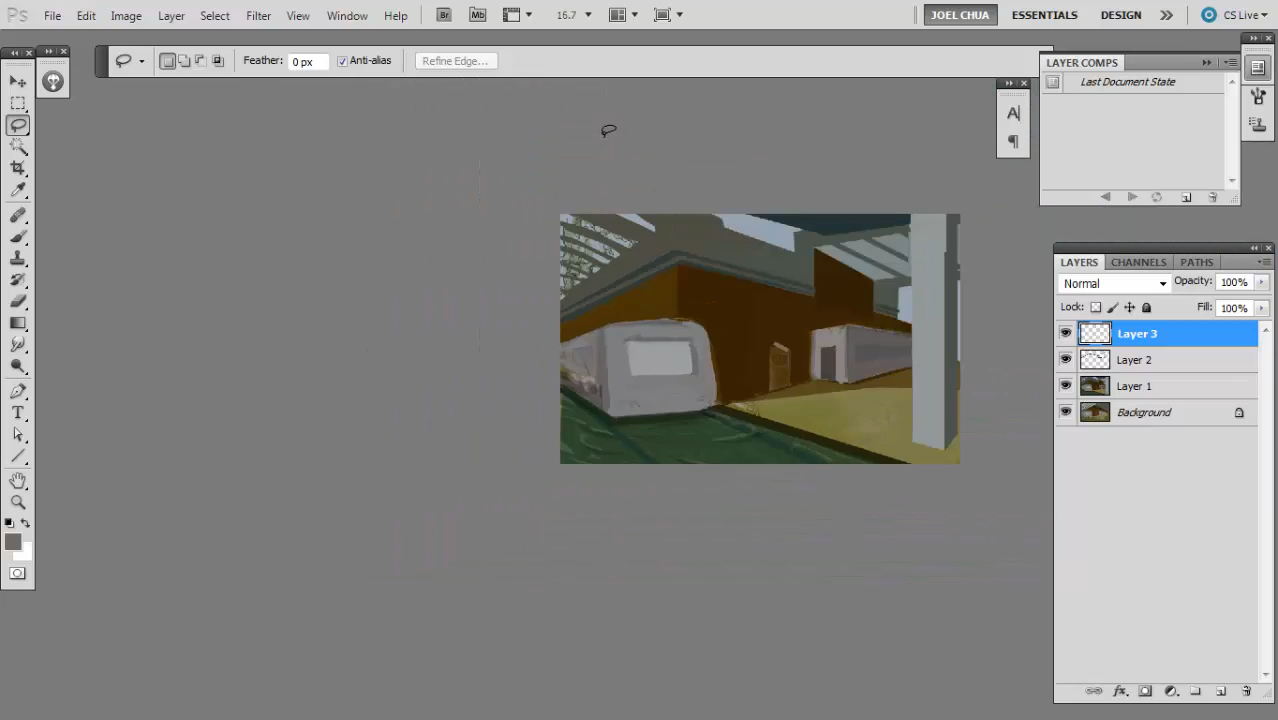 Ps File Edit Image Layer Select Filter View Window Help Br Mb 16.7 JOEL CHUA ESSENTIALS DESIGN CS Live
Feather: 0 px Anti-alias Refine Edge...
LAYER COMPS
Last Document State
A
LAYERS CHANNELS PATHS
Normal Opacity: 100%
Lock: Fill: 100%
Layer 3
Layer 2
Layer 1
Background
T
fx